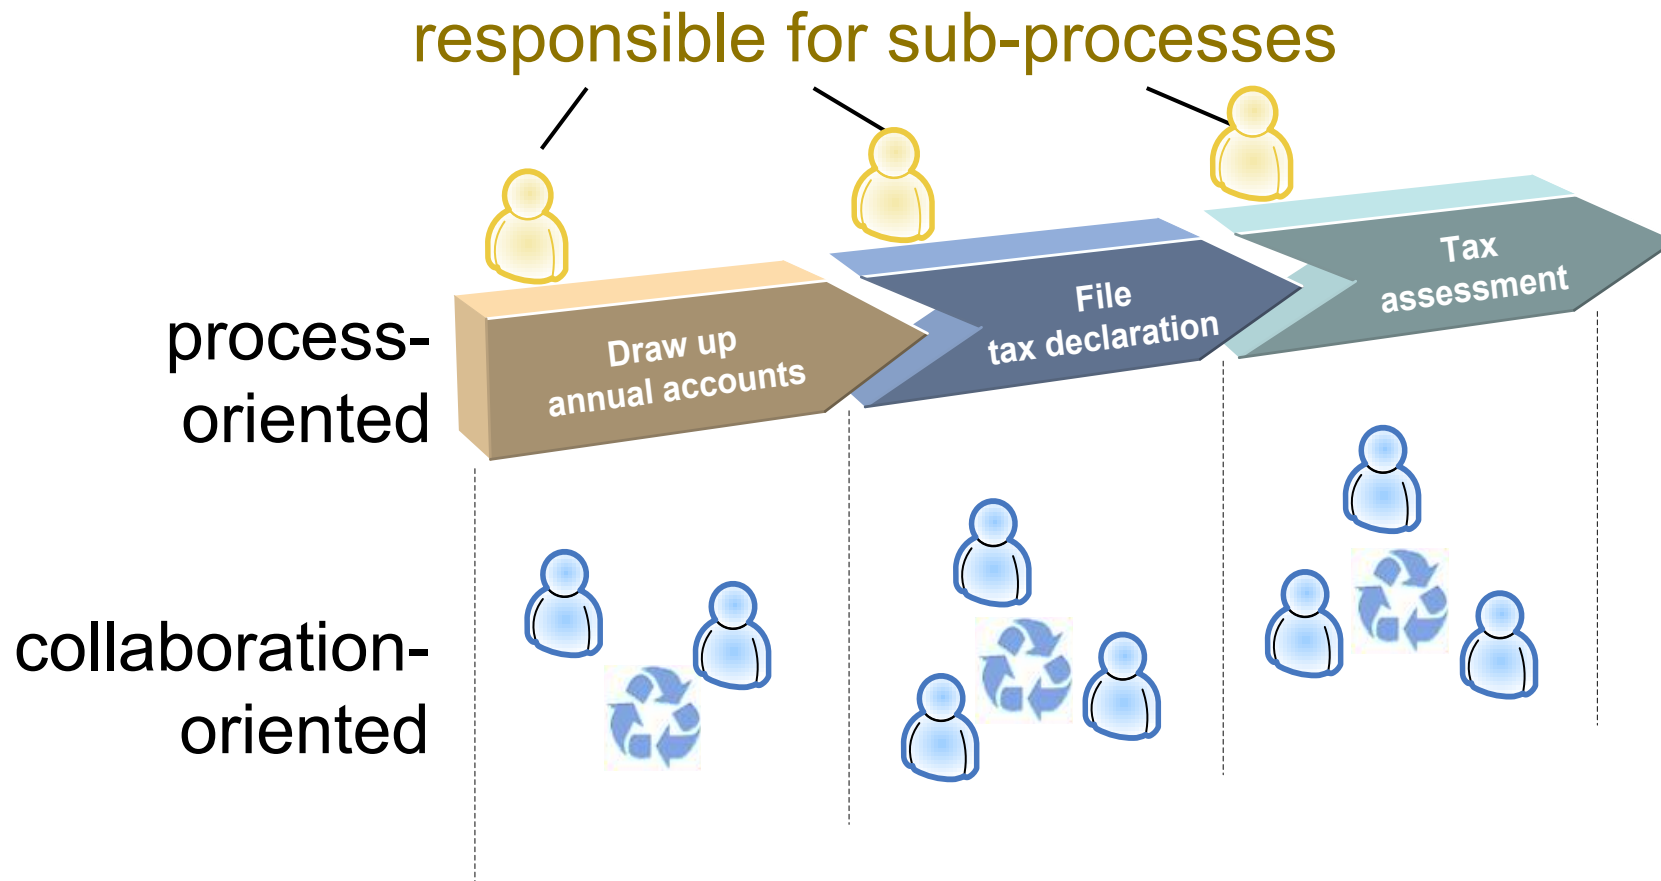 responsible for sub-processes
process-
oriented
Draw up
annual accounts
File
tax declaration
Tax
assessment
collaboration-
oriented